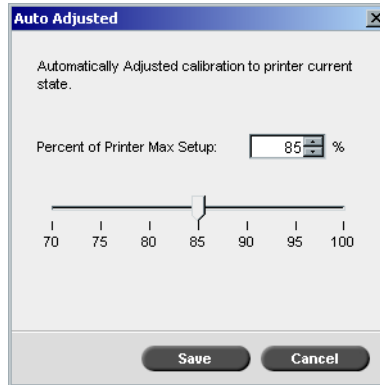 Auto Adjusted
Automatically Adjusted calibration to printer current
state.
Percent of Printer Max Setup: 85 %
70 75 80 85 90 95 100
Save Cancel